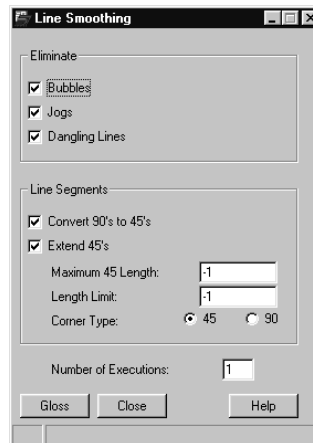 Line Smoothing
Eliminate
Bubbles
Jogs
Dangling Lines
Line Segments
Convert 90's to 45's
Extend 45's
Maximum 45 Length: -1
Length Limit: -1
Corner Type: 45 90
Number of Executions: 1
Gloss Close Help